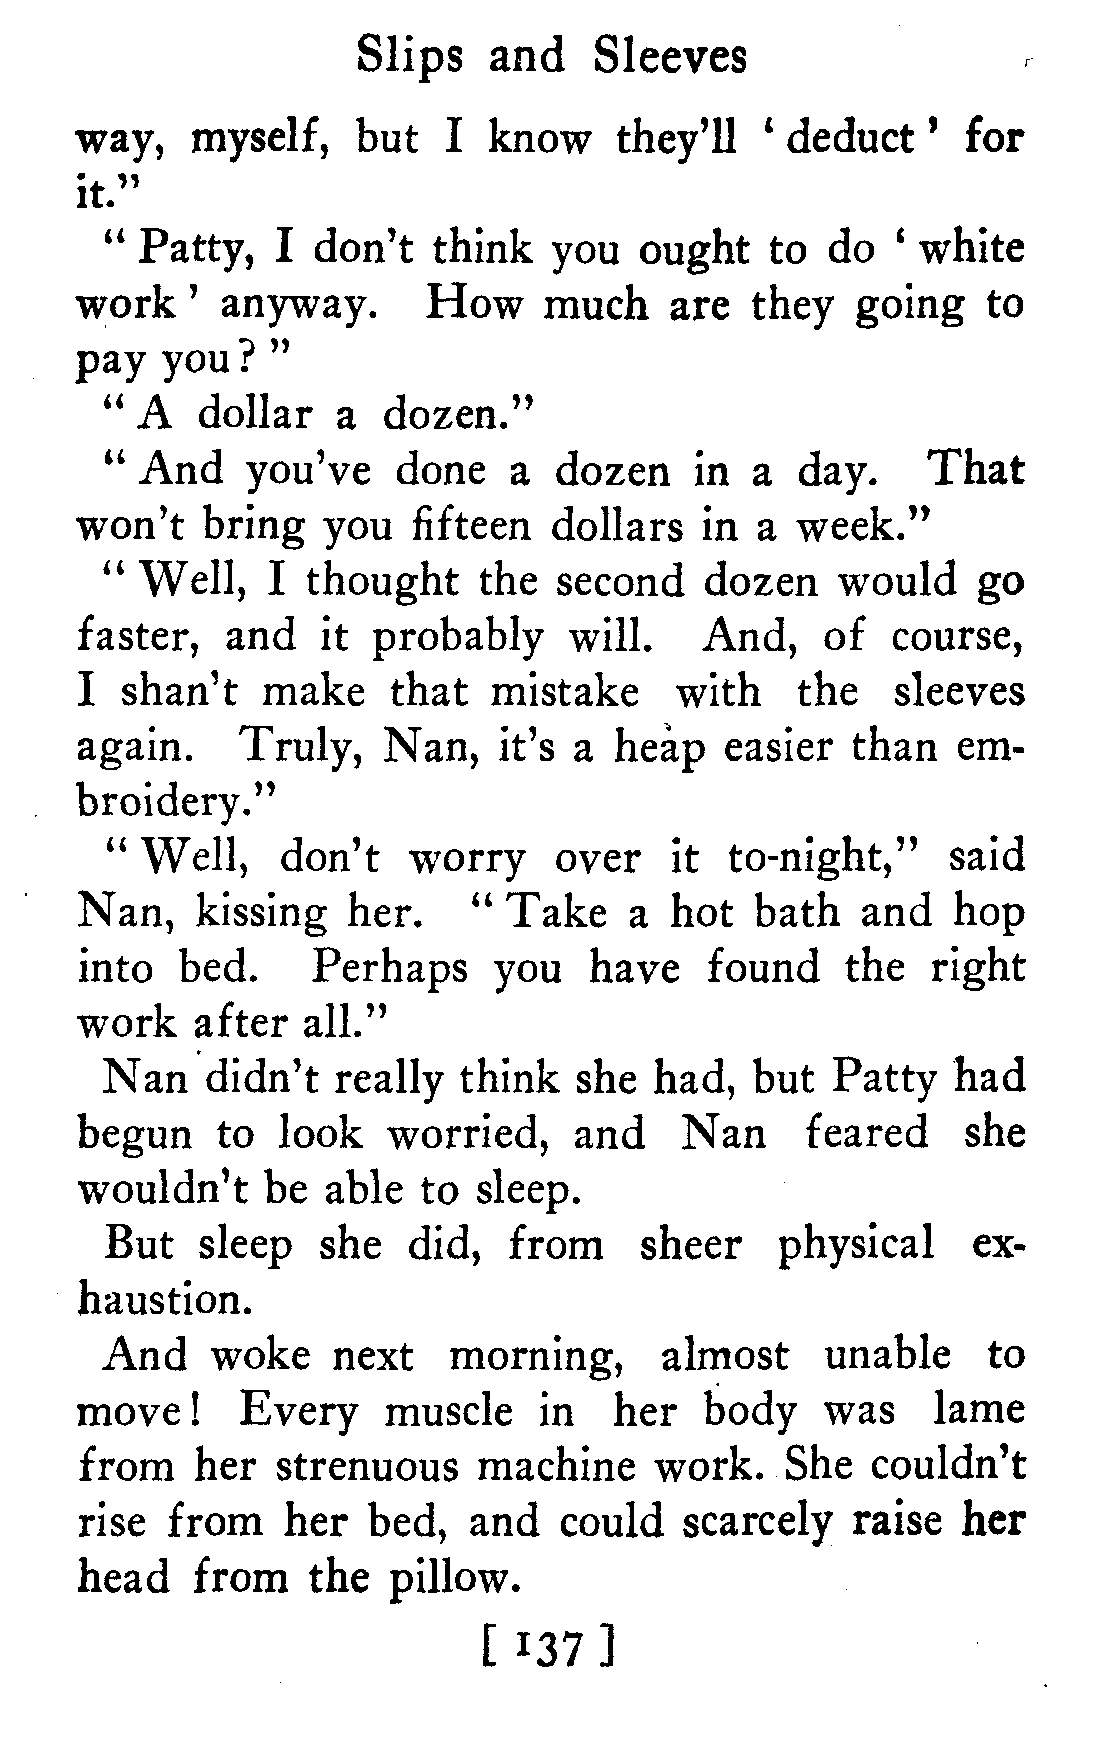 Slips and Sleeves
way, myself, but I know they'll ‘ deduct ’ for
it.”
“ Patty, I don't think you ought to do ‘ white
work ’ anyway. How much are they going to
pay you? ”
“ A dollar a dozen.”
“ And you've done a dozen in a day. That
won't bring you fifteen dollars in a week.”
“ Well, I thought the second dozen would go
faster, and it probably will. And, of course,
I shan't make that mistake with the sleeves
again. Truly, Nan, it's a heap easier than em-
broidery.”
“ Well, don't worry over it to-night,” said
Nan, kissing her. “ Take a hot bath and hop
into bed. Perhaps you have found the right
work after all.”
Nan didn't really think she had, but Patty had
begun to look worried, and Nan feared she
wouldn't be able to sleep.
But sleep she did, from sheer physical ex-
haustion.
And woke next morning, almost unable to
move! Every muscle in her body was lame
from her strenuous machine work. She couldn't
rise from her bed, and could scarcely raise her
head from the pillow.
[ 137 ]